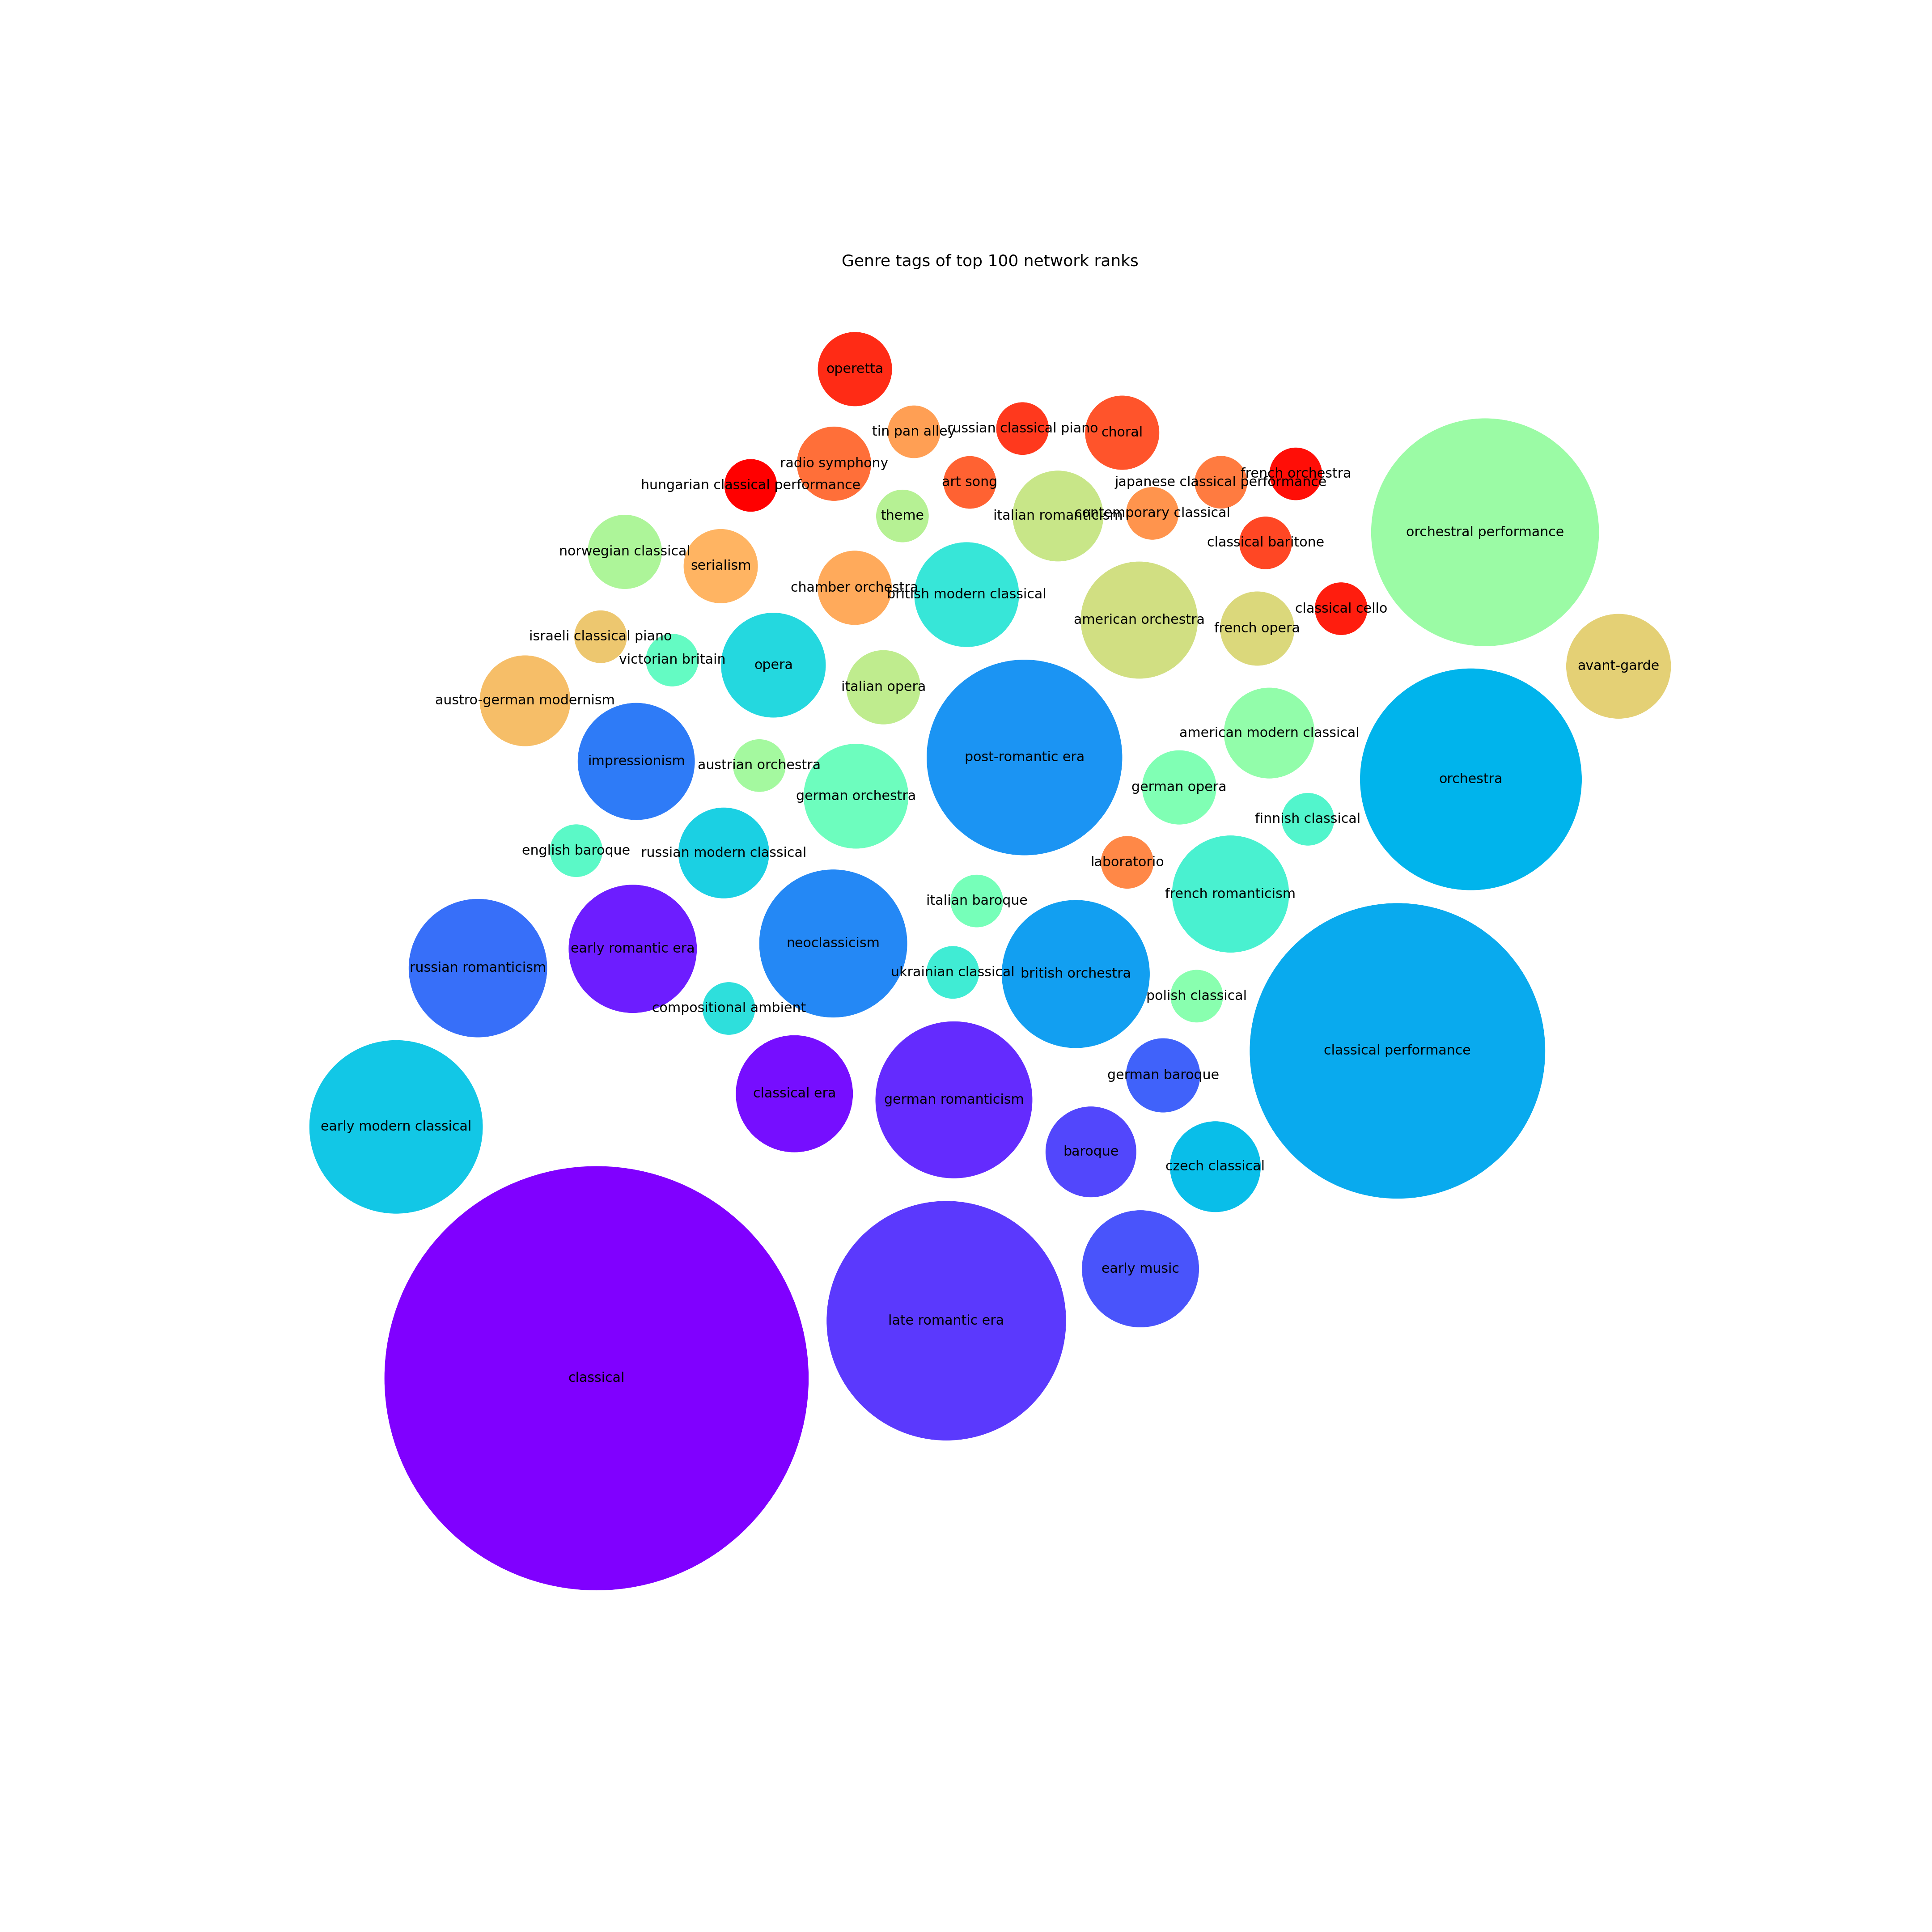 Genre tags of top 100 network ranks
operetta
tin pan alley
russian classical piano
choral
radio symphony
french orchestra
hungarian classical performance
art song
japanese classical performance
theme
italian romanticism
contemporary classical
orchestral performance
classical baritone
norwegian classical
serialism
chamber orchestra
british modern classical
classical cello
american orchestra
french opera
israeli classical piano
victorian britain
opera
avant-garde
italian opera
austro-german modernism
american modern classical
post-romantic era
impressionism
austrian orchestra
orchestra
german opera
german orchestra
finnish classical
english baroque
russian modern classical
laboratorio
french romanticism
italian baroque
neoclassicism
early romantic era
russian romanticism
ukrainian classical
british orchestra
polish classical
compositional ambient
classical performance
german baroque
classical era
german romanticism
early modern classical
baroque
czech classical
early music
late romantic era
classical